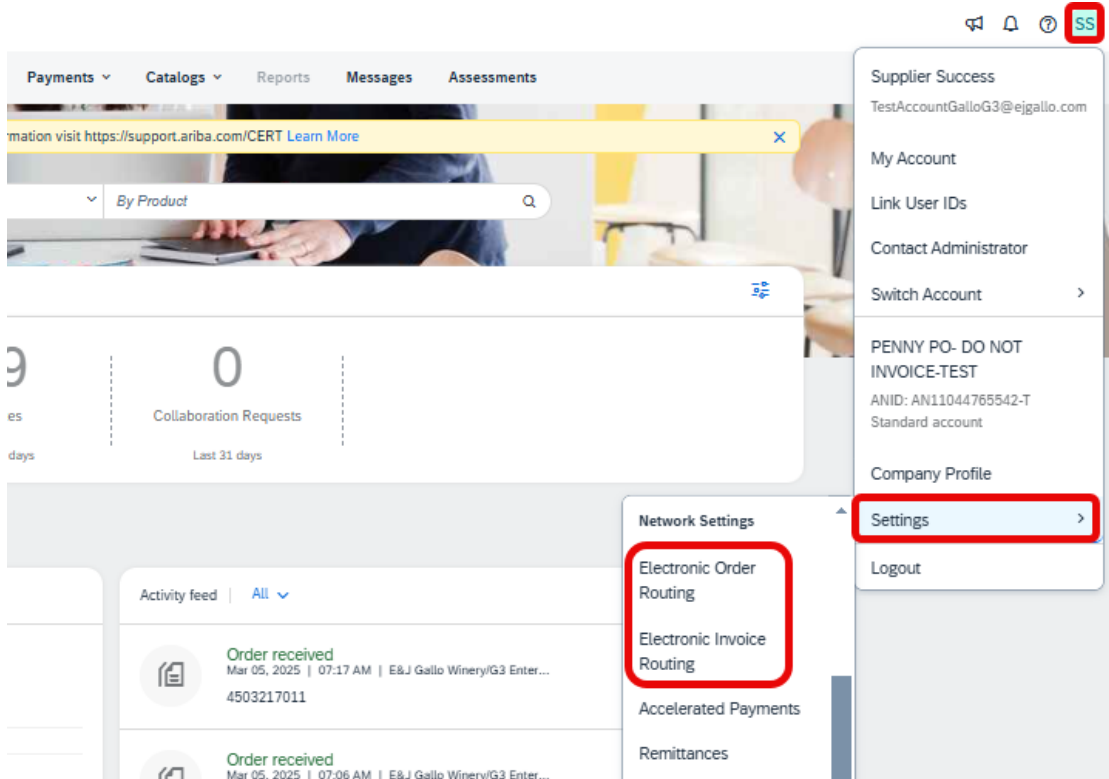 SS
Payments
Catalogs
Reports
Messages
Assessments
rmation visit https://support.ariba.com/CERT Learn More
By Product
9
es
days
0
Collaboration Requests
Last 31 days
Supplier Success
TestAccountGalloG3@ejgallo.com
My Account
Link User IDs
Contact Administrator
Switch Account
PENNY PO- DO NOT
INVOICE-TEST
ANID: AN11044765542-T
Standard account
Company Profile
Settings
Logout
Network Settings
Electronic Order
Routing
Electronic Invoice
Routing
Accelerated Payments
Remittances
Activity feed | All
Order received
Mar 05, 2025 | 07:17 AM | E&J Gallo Winery/G3 Enter...
4503217011
Order received
Mar 05, 2025 | 07:06 AM | E&J Gallo Winery/G3 Enter...